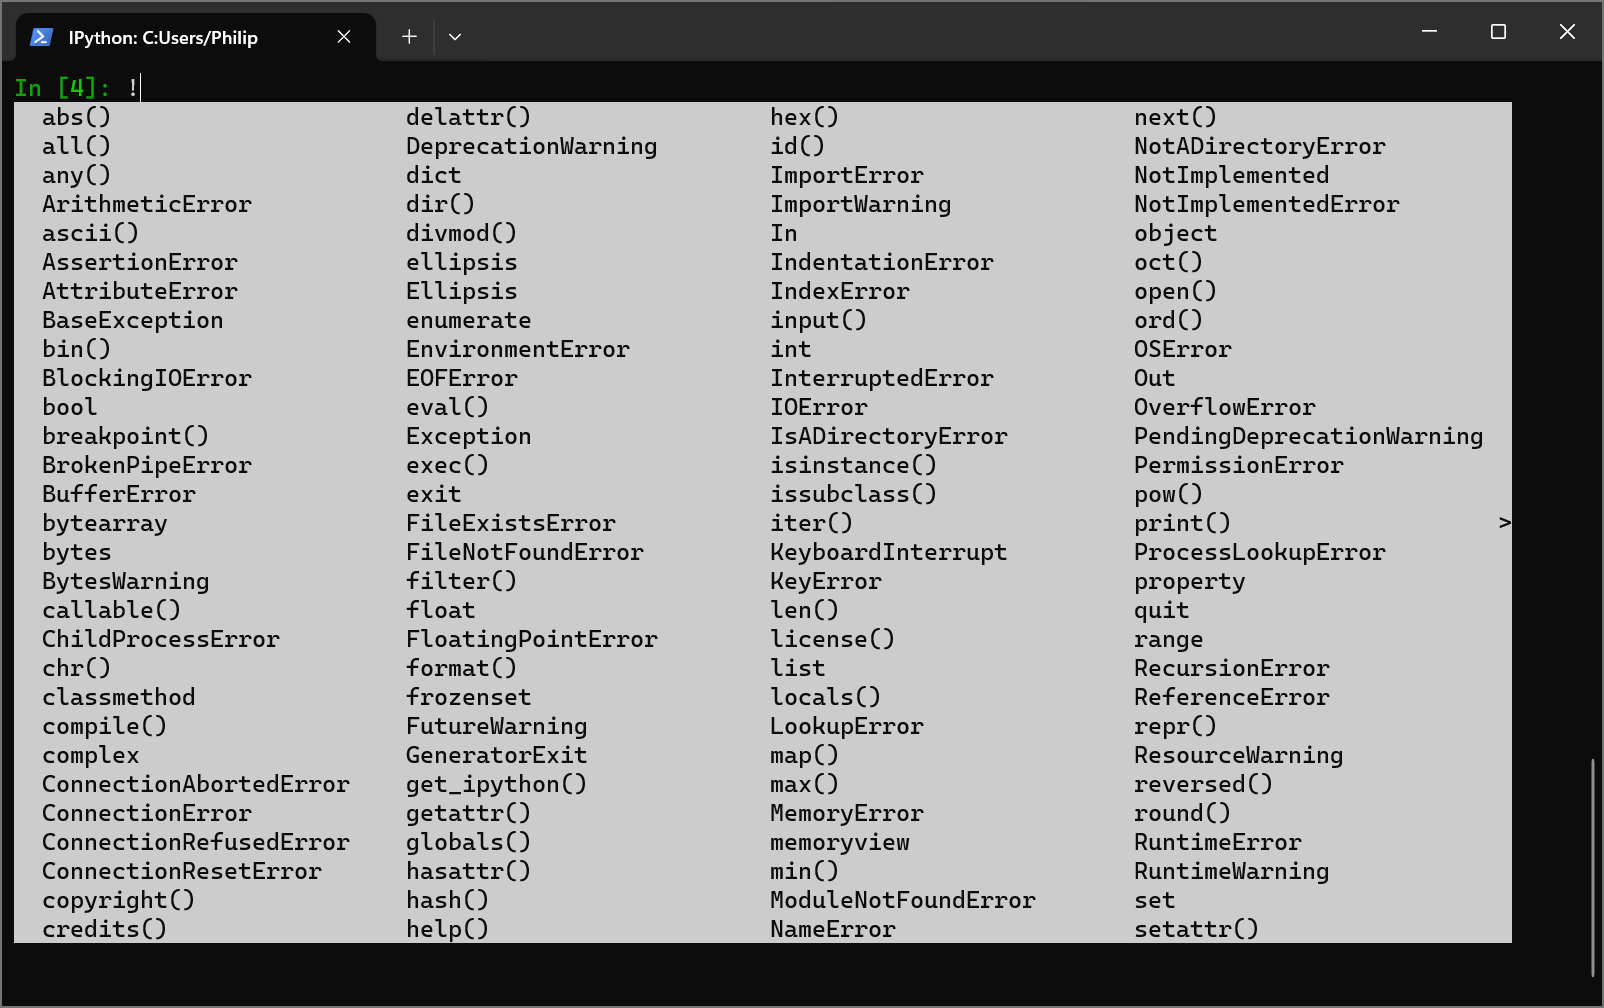 IPython: C:Users/Philip
In [4]: !
abs() delattr() hex() next()
all() DeprecationWarning id() NotADirectoryError
any() dict ImportError NotImplemented
ArithmeticError dir() ImportWarning NotImplementedError
ascii() divmod() In object
AssertionError ellipsis IndentationError oct()
AttributeError Ellipsis IndexError open()
BaseException enumerate input() ord()
bin() EnvironmentError int OSError
BlockingIOError EOFError InterruptedError Out
bool eval() IOError OverflowError
breakpoint() Exception IsADirectoryError PendingDeprecationWarning
BrokenPipeError exec() isinstance() PermissionError
BufferError exit issubclass() pow()
bytearray FileExistsError iter() print() >
bytes FileNotFoundError KeyboardInterrupt ProcessLookupError
BytesWarning filter() KeyError property
callable() float len() quit
ChildProcessError FloatingPointError license() range
chr() format() list RecursionError
classmethod frozenset locals() ReferenceError
compile() FutureWarning LookupError repr()
complex GeneratorExit map() ResourceWarning
ConnectionAbortedError get_ipython() max() reversed()
ConnectionError getattr() MemoryError round()
ConnectionRefusedError globals() memoryview RuntimeError
ConnectionResetError hasattr() min() RuntimeWarning
copyright() hash() ModuleNotFoundError set
credits() help() NameError setattr()